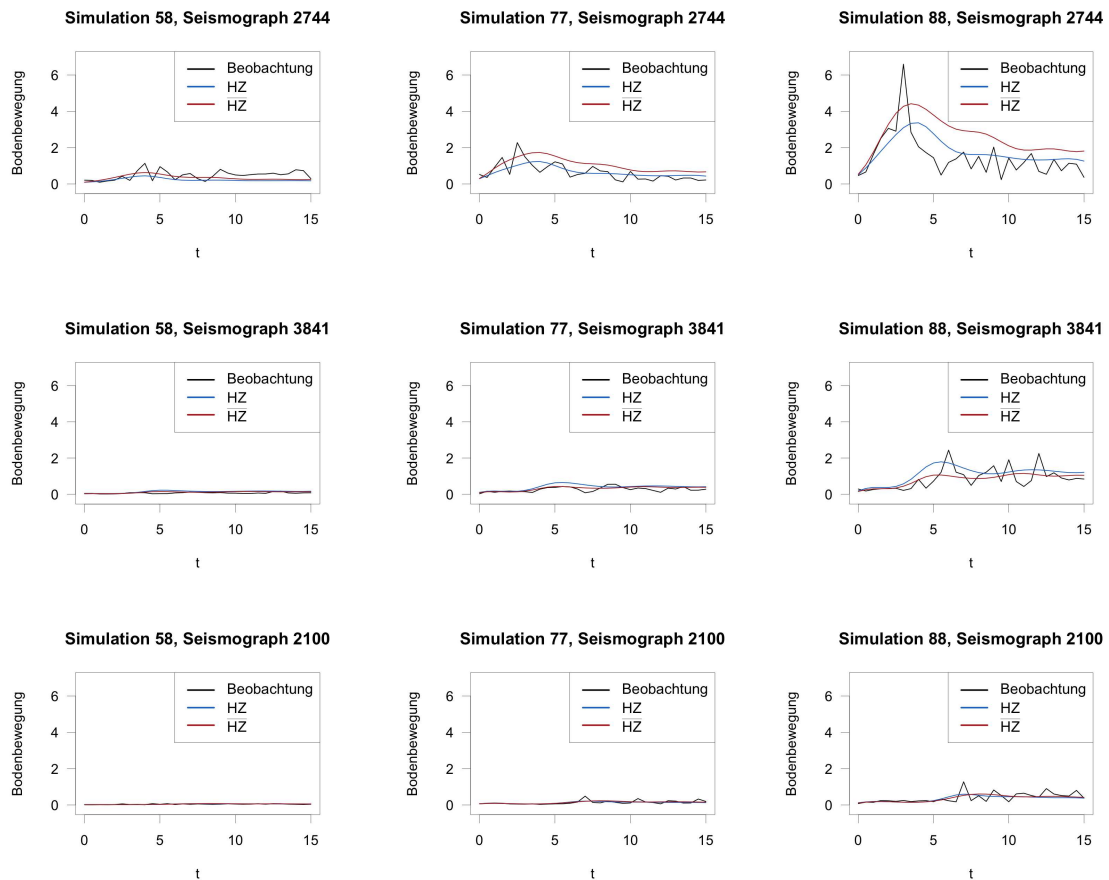 Simulation 58, Seismograph 2744
Bodenbewegung
6
4
2
0
Beobachtung
HZ
HZ
0 5 10 15
t
Simulation 77, Seismograph 2744
Bodenbewegung
6
4
2
0
Beobachtung
HZ
HZ
0 5 10 15
t
Simulation 88, Seismograph 2744
Bodenbewegung
6
4
2
0
Beobachtung
HZ
HZ
0 5 10 15
t
Simulation 58, Seismograph 3841
Bodenbewegung
6
4
2
0
Beobachtung
HZ
HZ
0 5 10 15
t
Simulation 77, Seismograph 3841
Bodenbewegung
6
4
2
0
Beobachtung
HZ
HZ
0 5 10 15
t
Simulation 88, Seismograph 3841
Bodenbewegung
6
4
2
0
Beobachtung
HZ
HZ
0 5 10 15
t
Simulation 58, Seismograph 2100
Bodenbewegung
6
4
2
0
Beobachtung
HZ
HZ
0 5 10 15
t
Simulation 77, Seismograph 2100
Bodenbewegung
6
4
2
0
Beobachtung
HZ
HZ
0 5 10 15
t
Simulation 88, Seismograph 2100
Bodenbewegung
6
4
2
0
Beobachtung
HZ
HZ
0 5 10 15
t